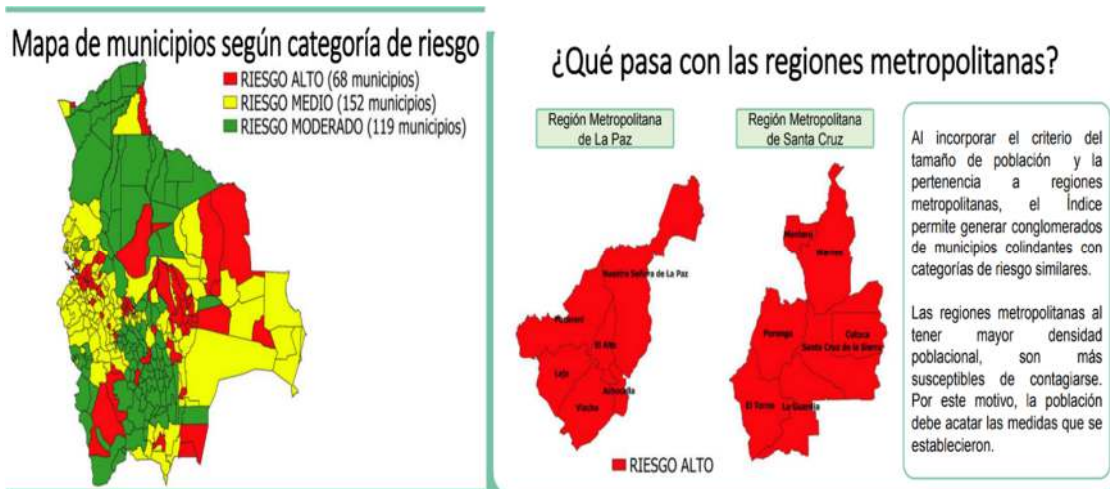 Mapa de municipios según categoría de riesgo
RIESGO ALTO (68 municipios)
RIESGO MEDIO (152 municipios)
RIESGO MODERADO (119 municipios)
¿Qué pasa con las regiones metropolitanas?
Región Metropolitana
de La Paz
Región Metropolitana
de Santa Cruz
Nuestra Señora de La Paz
Pucarani
El Alto
Laja
Achocalla
Viacha
Montero
Warnes
Porongo
Cotoca
Santa Cruz de la Sierra
El Torno
La Guardia
RIESGO ALTO
Al incorporar el criterio del
tamaño de población y la
pertenencia a regiones
metropolitanas, el Índice
permite generar conglomerados
de municipios colindantes con
categorías de riesgo similares.
Las regiones metropolitanas al
tener mayor densidad
poblacional, son más
susceptibles de contagiarse.
Por este motivo, la población
debe acatar las medidas que se
establecieron.